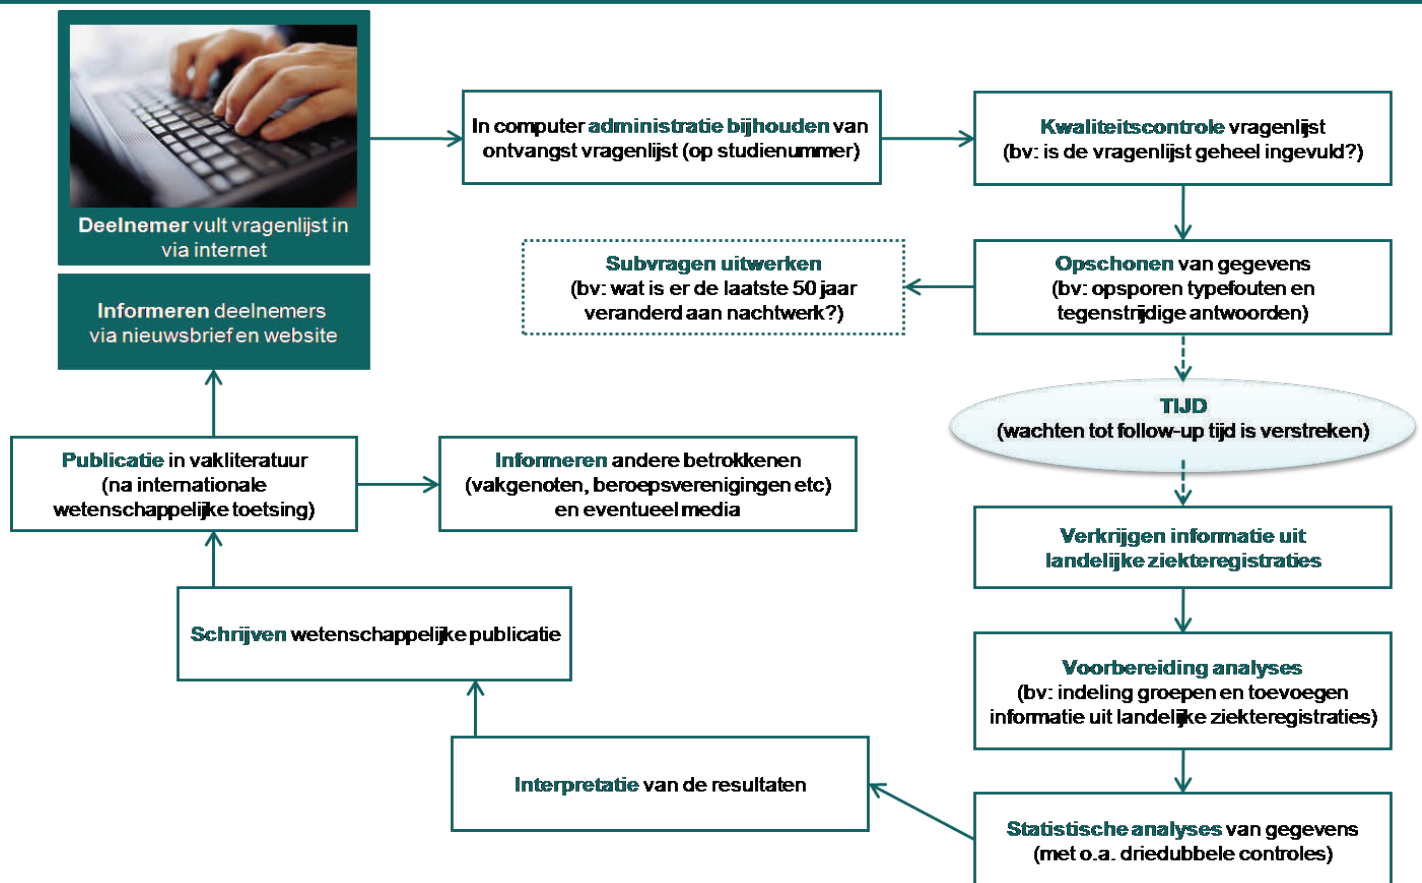 Deelnemer vult vragenlijst in
via internet
In computer administratie bijhouden van
ontvangst vragenlijst (op studienummer)
Kwaliteitscontrole vragenlijst
(bv: is de vragenlijst geheel ingevuld?)
Opschonen van gegevens
(bv: opsporen typefouten en
tegenstrijdige antwoorden)
Subvragen uitwerken
(bv: wat is er de laatste 50 jaar
veranderd aan nachtwerk?)
TIJD
(wachten tot follow-up tijd is verstreken)
Verkrijgen informatie uit
landelijke ziekteregistraties
Voorbereiding analyses
(bv: indeling groepen en toevoegen
informatie uit landelijke ziekteregistraties)
Statistische analyses van gegevens
(met o.a. driedubbele controles)
Interpretatie van de resultaten
Schrijven wetenschappelijke publicatie
Publicatie in vakliteratuur
(na internationale
wetenschappelijke toetsing)
Informeren andere betrokkenen
(vakgenoten, beroepsverenigingen etc)
en eventueel media
Informeren deelnemers
via nieuwsbrief en website